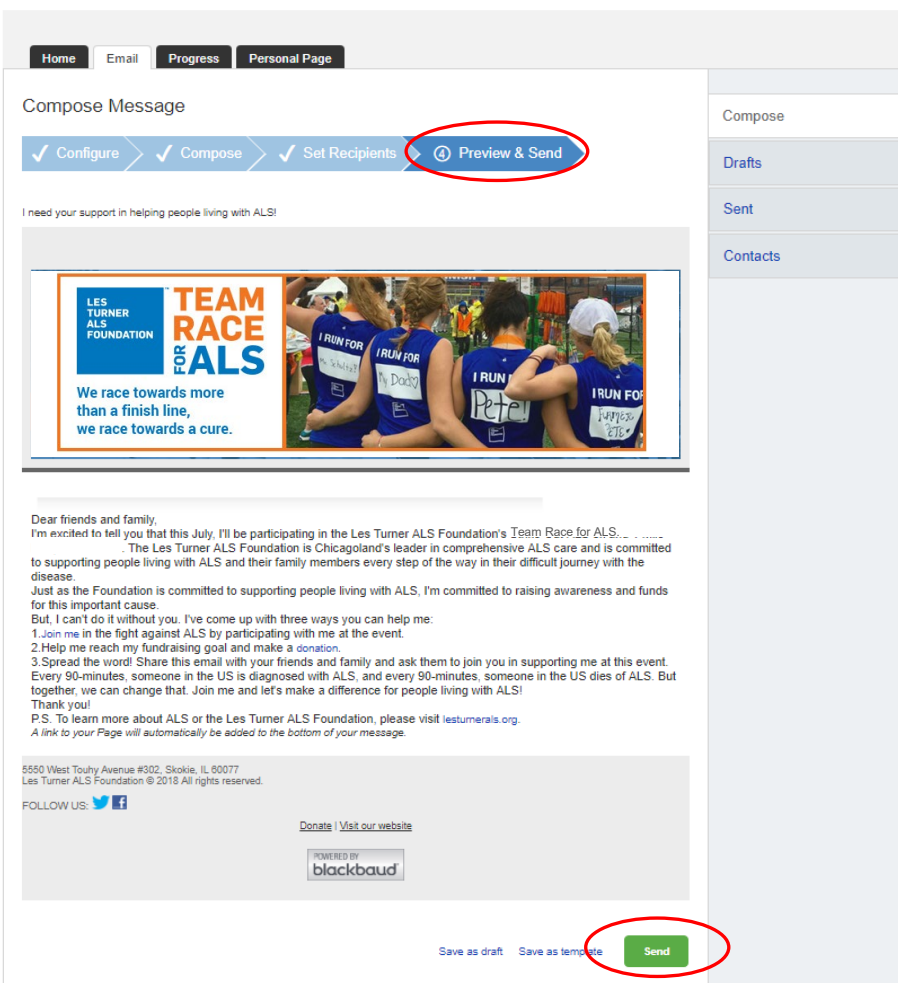 Home Email Progress Personal Page
Compose Message
Configure Compose Set Recipients 4 Preview & Send
Compose
Drafts
Sent
Contacts
I need your support in helping people living with ALS!
LES
TURNER
ALS
FOUNDATION
TEAM
RACE
FOR ALS
We race towards more
than a finish line,
we race towards a cure.
I RUN FOR
I RUN FOR
My Dad
I RUN
Pete!
I RUN FOR
Dear friends and family,
I'm excited to tell you that this July, I'll be participating in the Les Turner ALS Foundation's Team Race for ALS.
. The Les Turner ALS Foundation is Chicagoland's leader in comprehensive ALS care and is committed
to supporting people living with ALS and their family members every step of the way in their difficult journey with the
disease.
Just as the Foundation is committed to supporting people living with ALS, I'm committed to raising awareness and funds
for this important cause.
But, I can't do it without you. I've come up with three ways you can help me:
1.Join me in the fight against ALS by participating with me at the event.
2.Help me reach my fundraising goal and make a donation.
3.Spread the word! Share this email with your friends and family and ask them to join you in supporting me at this event.
Every 90-minutes, someone in the US is diagnosed with ALS, and every 90-minutes, someone in the US dies of ALS. But
together, we can change that. Join me and let's make a difference for people living with ALS!
Thank you!
P.S. To learn more about ALS or the Les Turner ALS Foundation, please visit lesturnerals.org.
A link to your Page will automatically be added to the bottom of your message.
5550 West Touhy Avenue #302, Skokie, IL 60077
Les Turner ALS Foundation © 2018 All rights reserved.
FOLLOW US:
Donate | Visit our website
POWERED BY
blackbaud
Save as draft Save as template Send